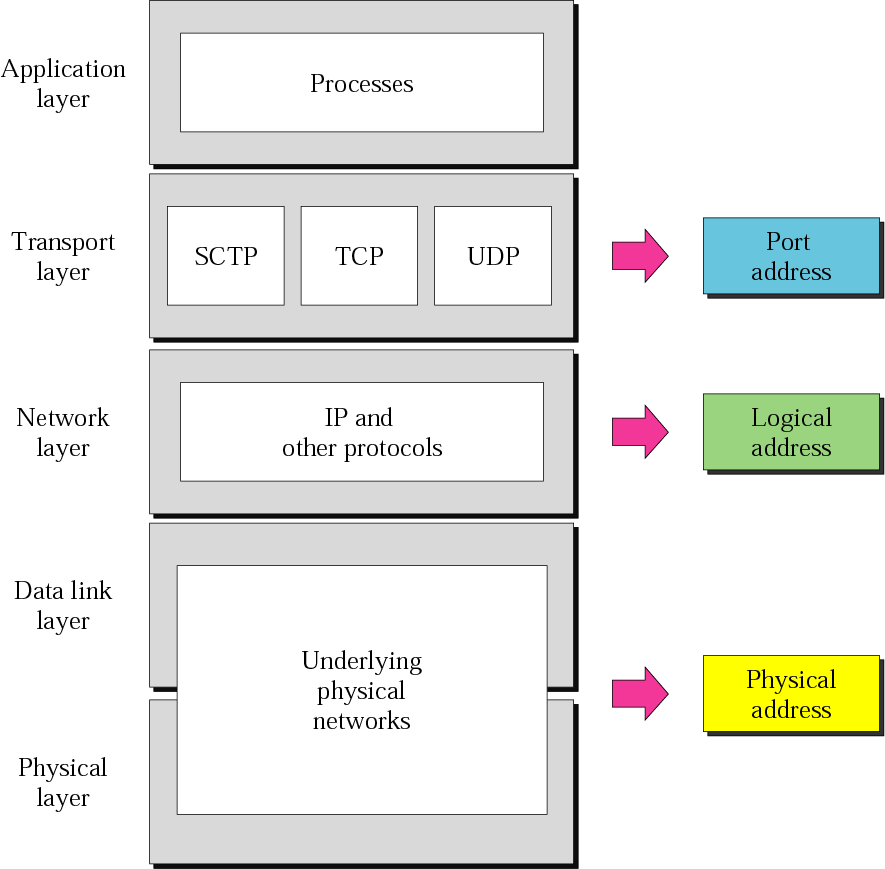 Application
layer
Processes
Transport
layer
SCTP
TCP
UDP
Port
address
Network
layer
IP and
other protocols
Logical
address
Data link
layer
Underlying
physical
networks
Physical
address
Physical
layer